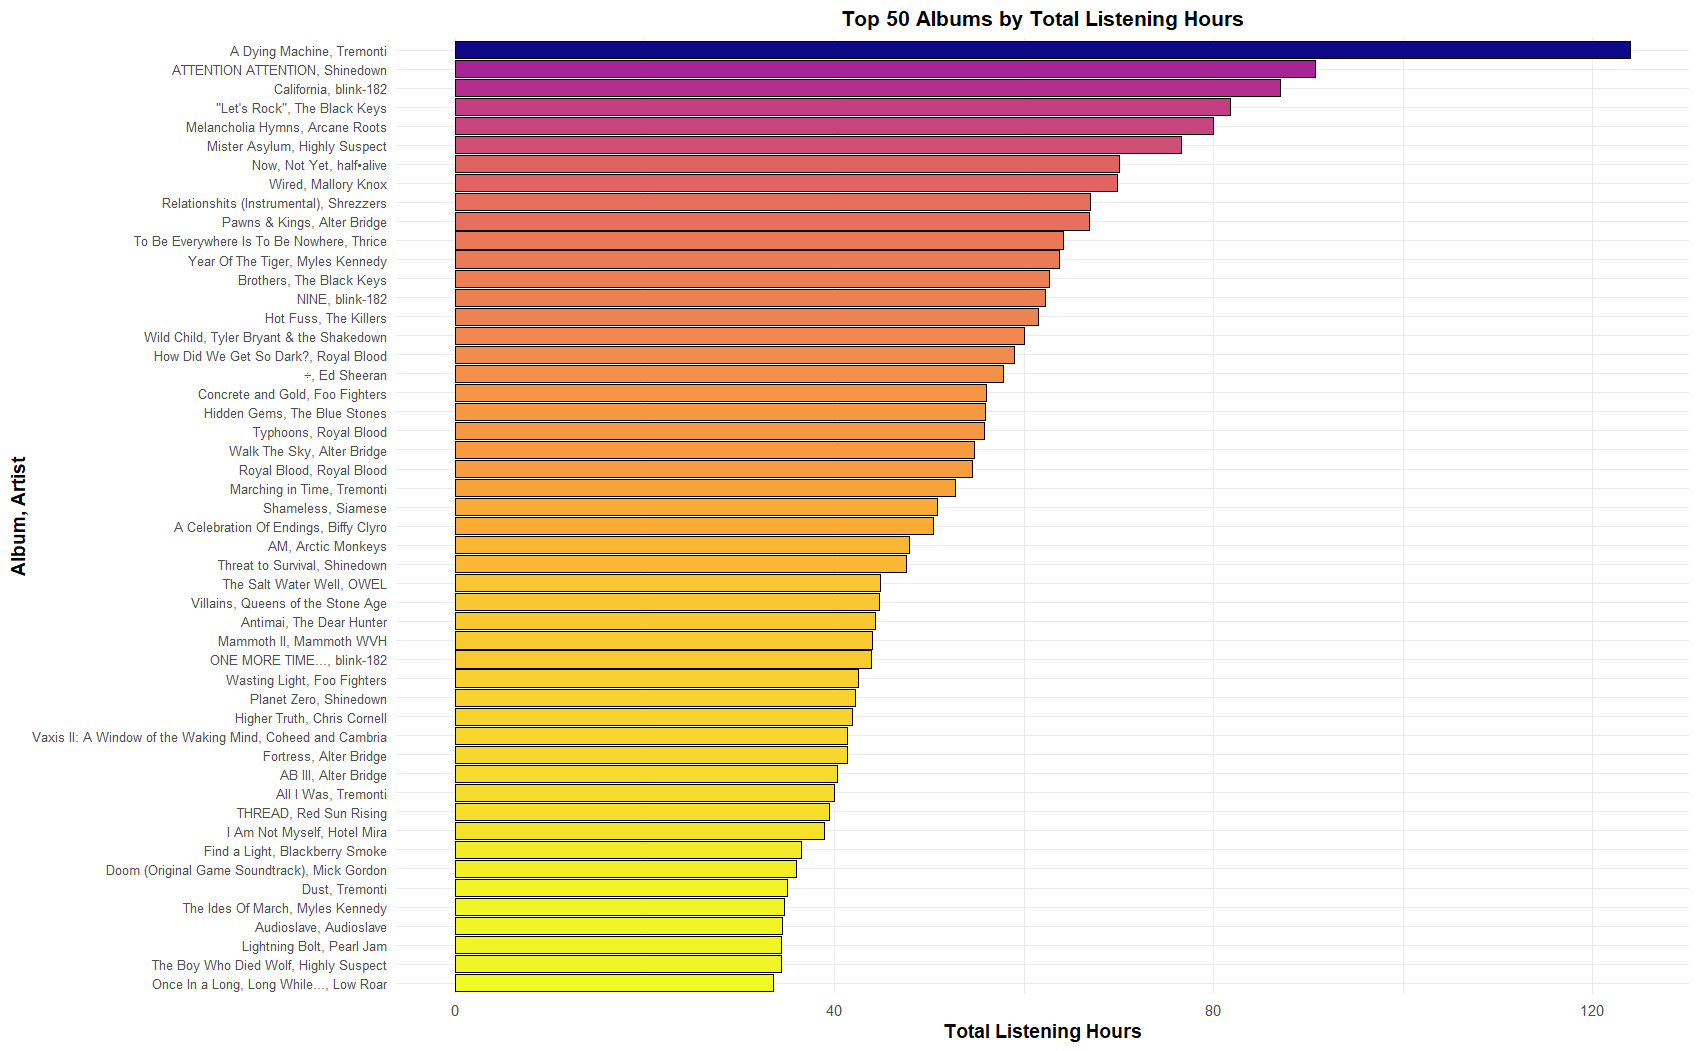 Top 50 Albums by Total Listening Hours
A Dying Machine, Tremonti
ATTENTION ATTENTION, Shinedown
California, blink-182
"Let's Rock", The Black Keys
Melancholia Hymns, Arcane Roots
Mister Asylum, Highly Suspect
Now, Not Yet, half•alive
Wired, Mallory Knox
Relationshits (Instrumental), Shrezzers
Pawns & Kings, Alter Bridge
To Be Everywhere Is To Be Nowhere, Thrice
Year Of The Tiger, Myles Kennedy
Brothers, The Black Keys
NINE, blink-182
Hot Fuss, The Killers
Wild Child, Tyler Bryant & the Shakedown
How Did We Get So Dark?, Royal Blood
÷, Ed Sheeran
Concrete and Gold, Foo Fighters
Hidden Gems, The Blue Stones
Typhoons, Royal Blood
Walk The Sky, Alter Bridge
Royal Blood, Royal Blood
Marching in Time, Tremonti
Shameless, Siamese
A Celebration Of Endings, Biffy Clyro
AM, Arctic Monkeys
Threat to Survival, Shinedown
The Salt Water Well, OWEL
Villains, Queens of the Stone Age
Antimai, The Dear Hunter
Mammoth II, Mammoth WVH
ONE MORE TIME..., blink-182
Wasting Light, Foo Fighters
Planet Zero, Shinedown
Higher Truth, Chris Cornell
Vaxis II: A Window of the Waking Mind, Coheed and Cambria
Fortress, Alter Bridge
AB III, Alter Bridge
All I Was, Tremonti
THREAD, Red Sun Rising
I Am Not Myself, Hotel Mira
Find a Light, Blackberry Smoke
Doom (Original Game Soundtrack), Mick Gordon
Dust, Tremonti
The Ides Of March, Myles Kennedy
Audioslave, Audioslave
Lightning Bolt, Pearl Jam
The Boy Who Died Wolf, Highly Suspect
Once In a Long, Long While..., Low Roar
Album, Artist
0 40 80 120
Total Listening Hours